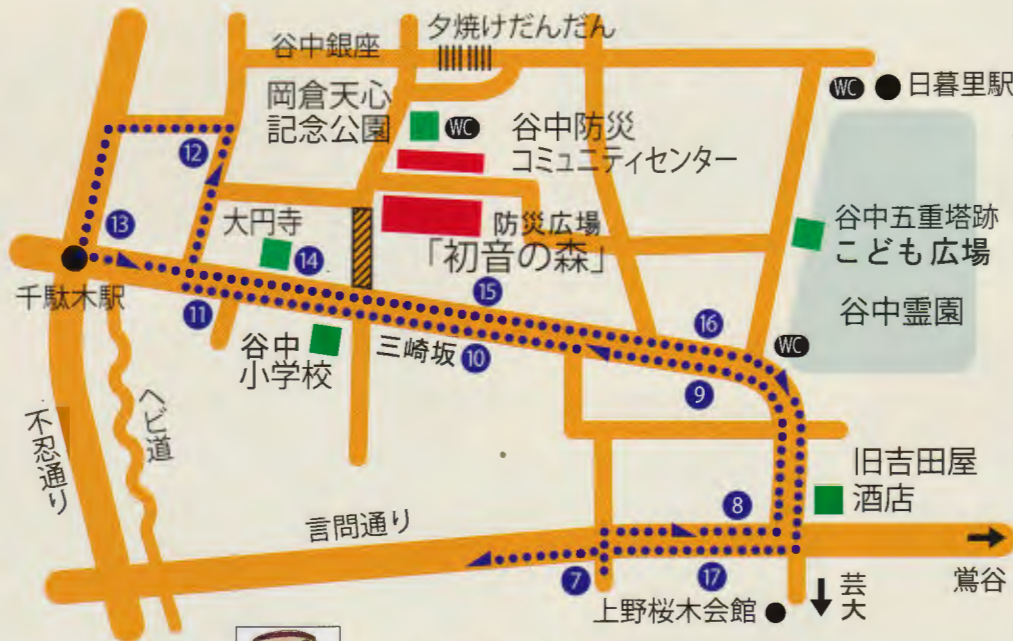 夕焼けだんだん
谷中銀座
岡倉天心
記念公園
WC
谷中防災
コミュニティセンター
WC
日暮里駅
12
13
大円寺
14
防災広場
「初音の森」
谷中五重塔跡
こども広場
谷中霊園
千駄木駅
11
15
16
WC
谷中
小学校
三崎坂
10
9
不忍通り
ヘビ道
旧吉田屋
酒店
言問通り
8
7
17
上野桜木会館
芸大
鶯谷